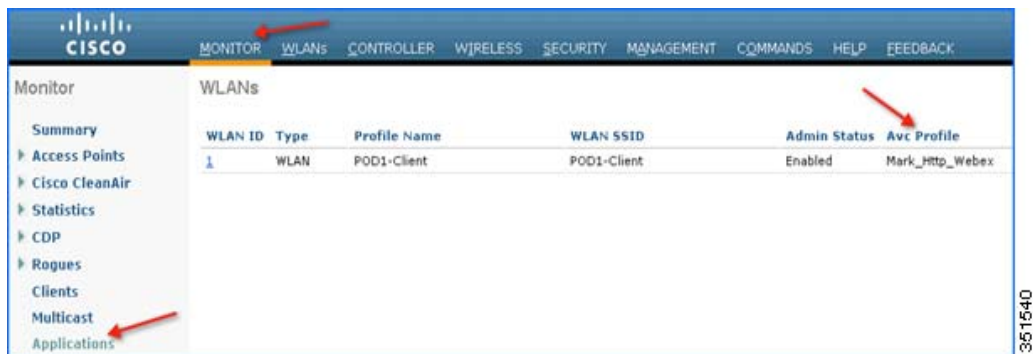 CISCO
MONITOR WLANs CONTROLLER WIRELESS SECURITY MANAGEMENT COMMANDS HELP FEEDBACK
Monitor
Summary
Access Points
Cisco CleanAir
Statistics
CDP
Rogues
Clients
Multicast
Applications
WLANs
WLAN ID Type Profile Name WLAN SSID Admin Status Avc Profile
1 WLAN POD1-Client POD1-Client Enabled Mark_Http_Webex
351540